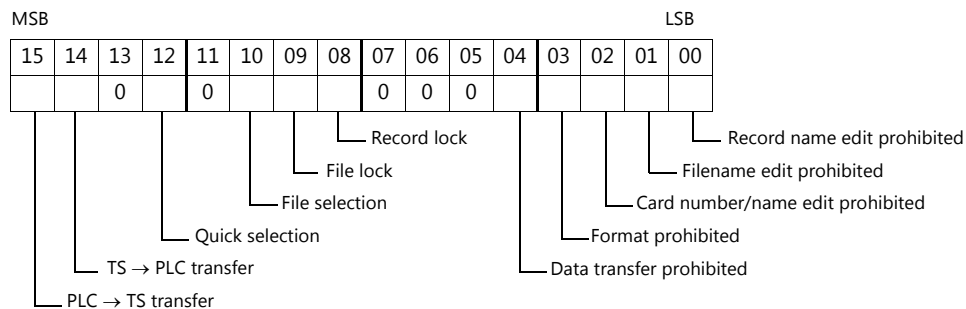 MSB LSB
15 14 13 12 11 10 09 08 07 06 05 04 03 02 01 00
0 0 0 0 0
Record lock Record name edit prohibited
File lock Filename edit prohibited
File selection Card number/name edit prohibited
Quick selection Format prohibited
TS → PLC transfer Data transfer prohibited
PLC → TS transfer